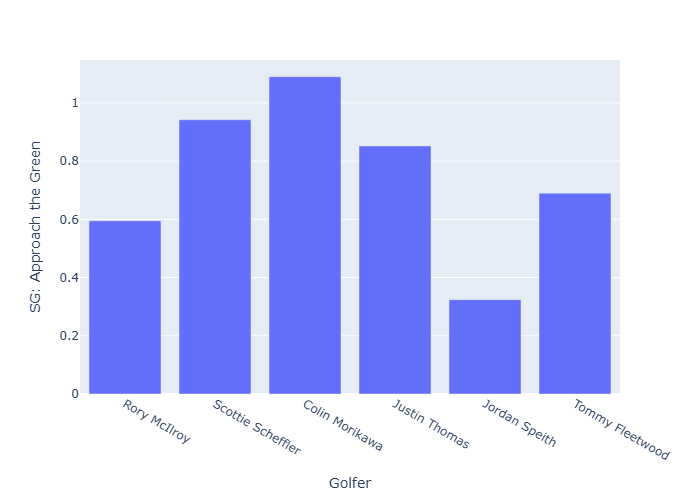 SG: Approach the Green
1
0.8
0.6
0.4
0.2
0
Rory McIlroy
Scottie Scheffler
Colin Morikawa
Justin Thomas
Jordan Speith
Tommy Fleetwood
Golfer